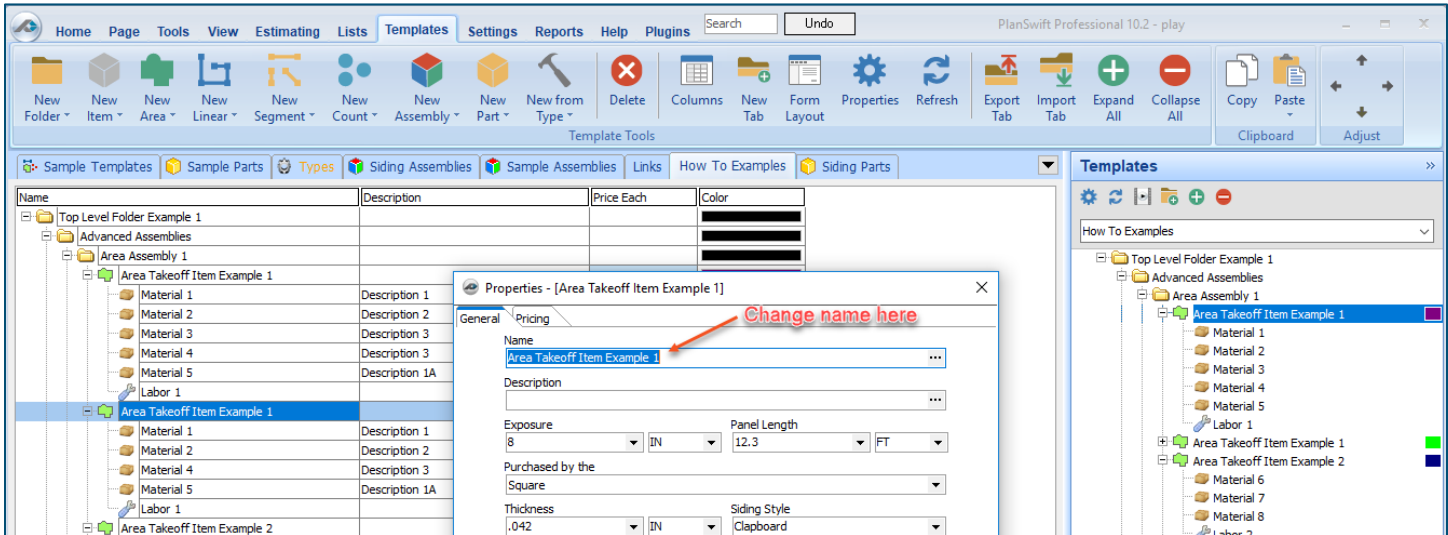 Home Page Tools View Estimating Lists Templates Settings Reports Help Plugins Search Undo PlanSwift Professional 10.2 - play
New Folder
New Item
New Area
New Linear
New Segment
New Count
New Assembly
New Part
New from Type
Delete
Columns
New Tab
Form Layout
Properties
Refresh
Export Tab
Import Tab
Expand All
Collapse All
Copy
Paste
Template Tools
Clipboard
Adjust
Sample Templates Sample Parts Types Siding Assemblies Sample Assemblies Links How To Examples Siding Parts
Name Description Price Each Color
Top Level Folder Example 1
Advanced Assemblies
Area Assembly 1
Area Takeoff Item Example 1
Material 1 Description 1
Material 2 Description 2
Material 3 Description 3
Material 4 Description 3
Material 5 Description 1A
Labor 1
Area Takeoff Item Example 1
Material 1 Description 1
Material 2 Description 2
Material 4 Description 3
Material 5 Description 1A
Labor 1
Area Takeoff Item Example 2
Properties - [Area Takeoff Item Example 1]
General Pricing
Change name here
Name
Area Takeoff Item Example 1
Description
Exposure Panel Length
8 IN 12.3 FT
Purchased by the
Square
Thickness Siding Style
.042 IN Clapboard
Templates
How To Examples
Top Level Folder Example 1
Advanced Assemblies
Area Assembly 1
Area Takeoff Item Example 1
Material 1
Material 2
Material 3
Material 4
Material 5
Labor 1
Area Takeoff Item Example 1
Area Takeoff Item Example 2
Material 6
Material 7
Material 8
Labor 2